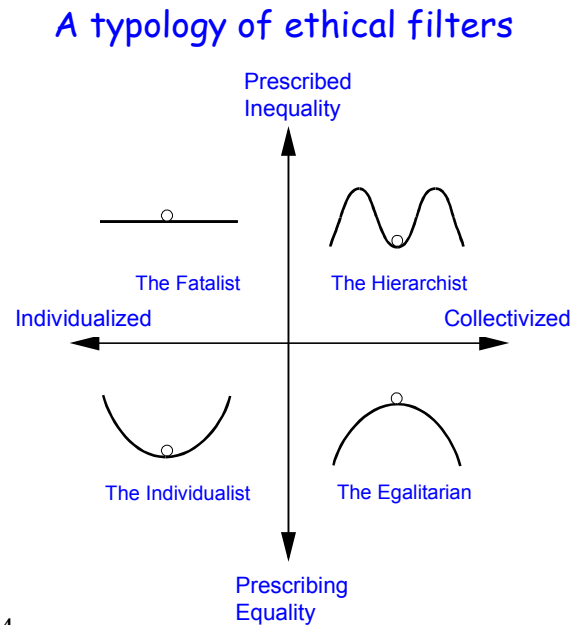 A typology of ethical filters
Prescribed
Inequality
The Fatalist
The Hierarchist
Individualized
Collectivized
The Individualist
The Egalitarian
Prescribing
Equality